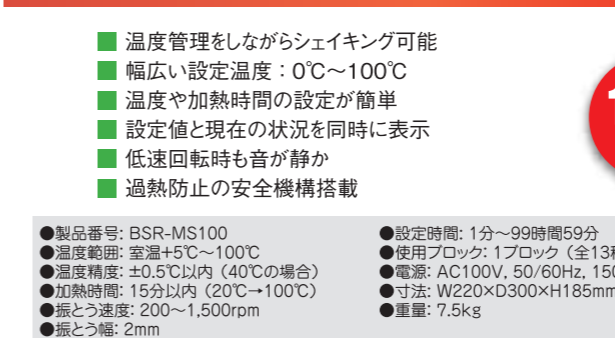 温度管理をしながらシェイキング可能
幅広い設定温度：0℃～100℃
温度や加熱時間の設定が簡単
設定値と現在の状況を同時に表示
低速回転時も音が静か
過熱防止の安全機構搭載
●製品番号: BSR-MS100
●温度範囲: 室温+5℃～100℃
●温度精度: ±0.5℃以内（40℃の場合）
●加熱時間: 15分以内（20℃→100℃）
●振とう速度: 200～1,500rpm
●振とう幅: 2mm
●設定時間: 1分～99時間59分
●使用ブロック: 1ブロック（全13種
●電源: AC100V, 50/60Hz, 150
●寸法: W220×D300×H185mm
●重量: 7.5kg